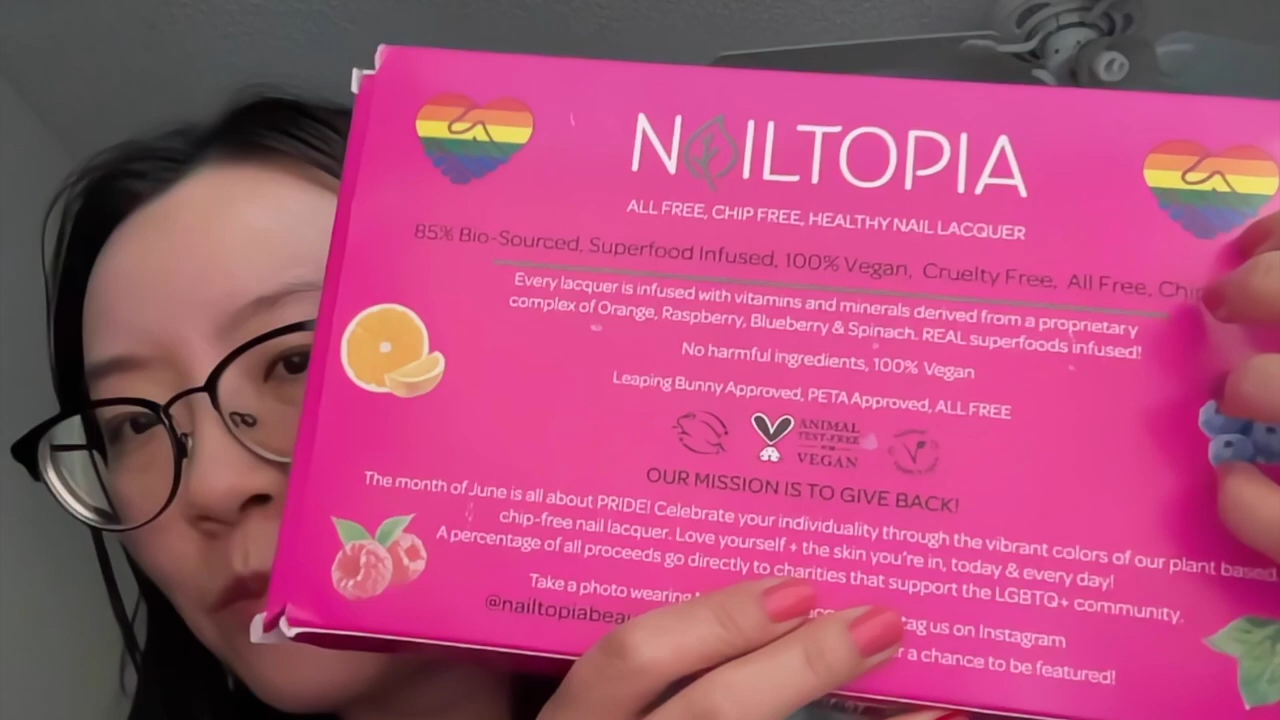 NAILTOPIA
ALL FREE, CHIP FREE, HEALTHY NAIL LACQUER
85% Bio-Sourced, Superfood Infused, 100% Vegan, Cruelty Free, All Free, Chip
Every lacquer is infused with vitamins and minerals derived from a proprietary
complex of Orange, Raspberry, Blueberry & Spinach. REAL superfoods infused!
No harmful ingredients, 100% Vegan
Leaping Bunny Approved, PETA Approved, ALL FREE
ANIMAL
TEST-FREE
VEGAN
OUR MISSION IS TO GIVE BACK!
The month of June is all about PRIDE! Celebrate your individuality through the vibrant colors of our plant based
chip-free nail lacquer. Love yourself + the skin you're in, today & every day!
A percentage of all proceeds go directly to charities that support the LGBTQ+ community.
Take a photo wearing tag us on Instagram
@nailtopiabea a chance to be featured!